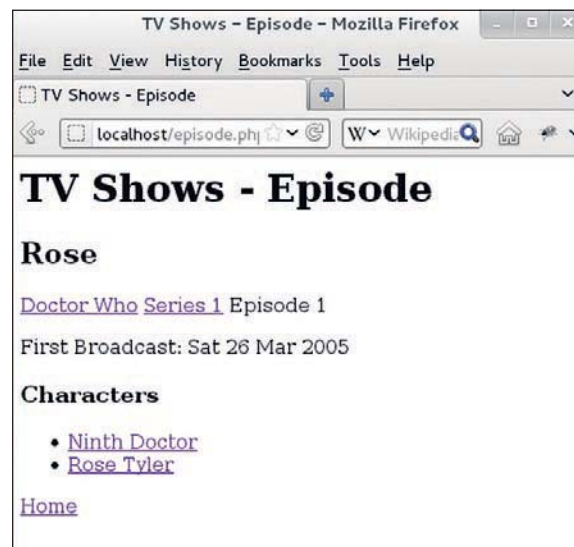 TV Shows – Episode – Mozilla Firefox
File Edit View History Bookmarks Tools Help
TV Shows - Episode
localhost/episode.ph W Wikipedia
TV Shows - Episode
Rose
Doctor Who Series 1 Episode 1
First Broadcast: Sat 26 Mar 2005
Characters
• Ninth Doctor
• Rose Tyler
Home